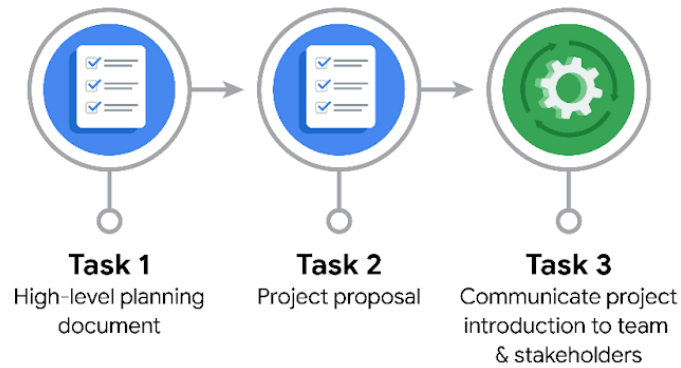 Task 1
High-level planning
document
Task 2
Project proposal
Task 3
Communicate project
introduction to team
& stakeholders